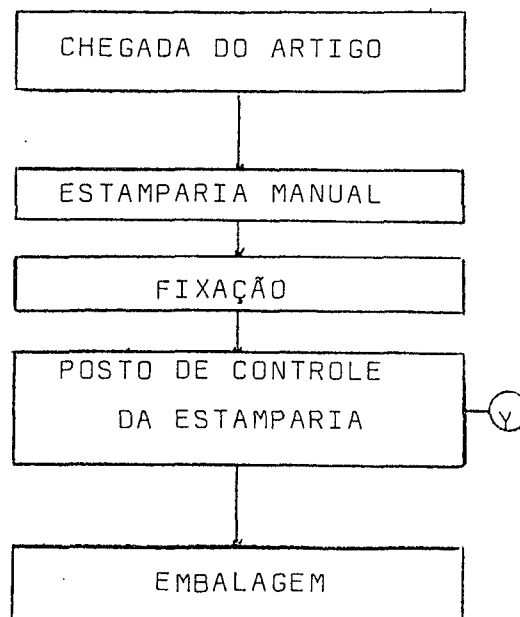 CHEGADA DO ARTIGO
ESTAMPARIA MANUAL
FIXAÇÃO
POSTO DE CONTROLE
DA ESTAMPARIA
Y
EMBALAGEM